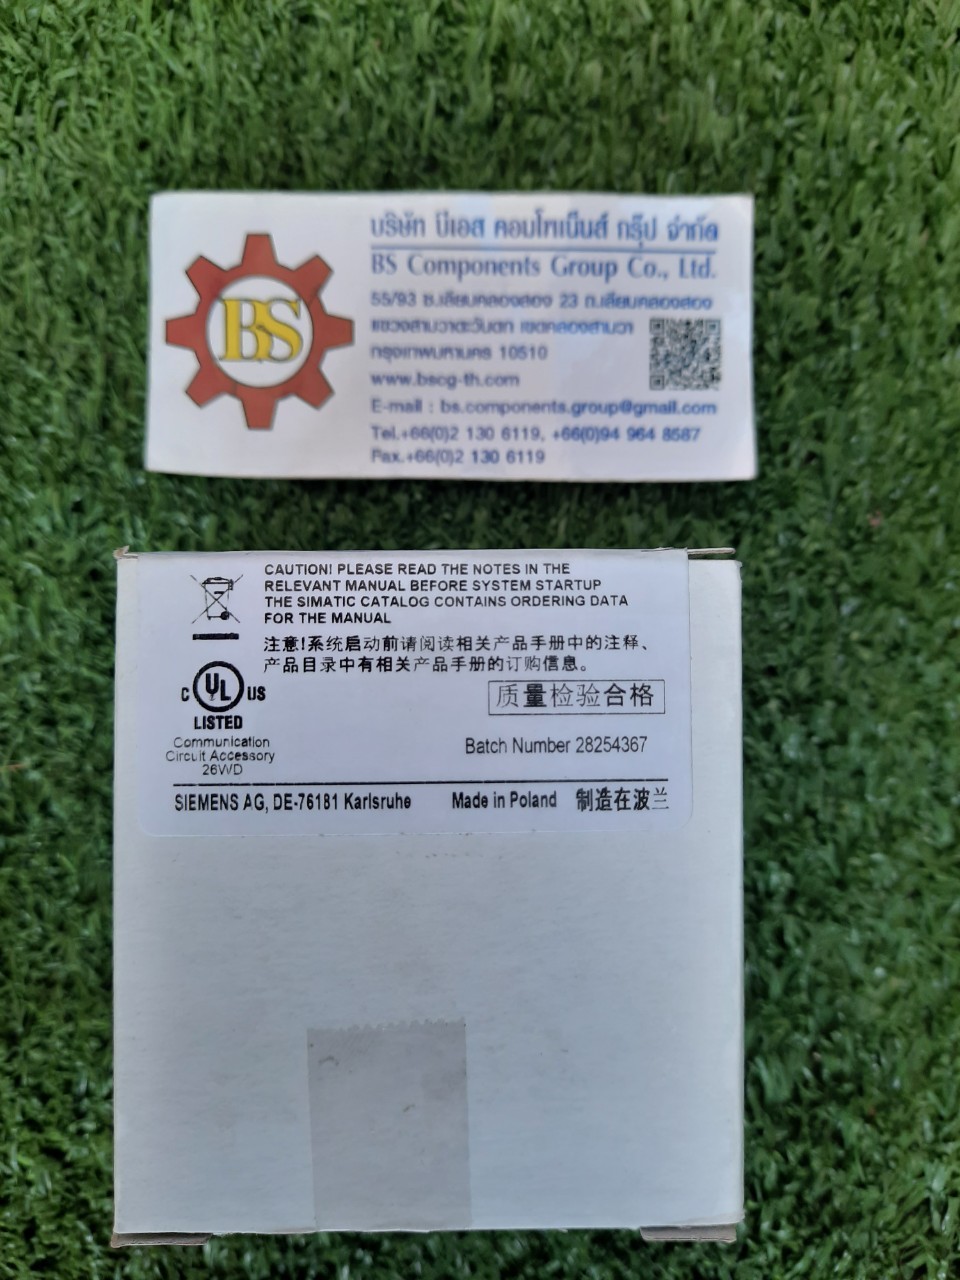 BS
บริษัท บีเอส คอมโพเน็นส์ กรุ๊ป จำกัด
BS Components Group Co., Ltd.
55/93 ซ.เลียบคลองสอง 23 ถ.เลียบคลองสอง
แขวงสามวาตะวันตก เขตคลองสามวา
กรุงเทพมหานคร 10510
www.bscg-th.com
E-mail : bs.components.group@gmail.com
Tel.+66(0)2 130 6119, +66(0)94 964 8587
Fax.+66(0)2 130 6119
CAUTION! PLEASE READ THE NOTES IN THE
RELEVANT MANUAL BEFORE SYSTEM STARTUP
THE SIMATIC CATALOG CONTAINS ORDERING DATA
FOR THE MANUAL
注意!系统启动前请阅读相关产品手册中的注释、
产品目录中有相关产品手册的订购信息。
C UL US
LISTED
质量检验合格
Communication
Circuit Accessory
26WD
Batch Number 28254367
SIEMENS AG, DE-76181 Karlsruhe Made in Poland 制造在波兰